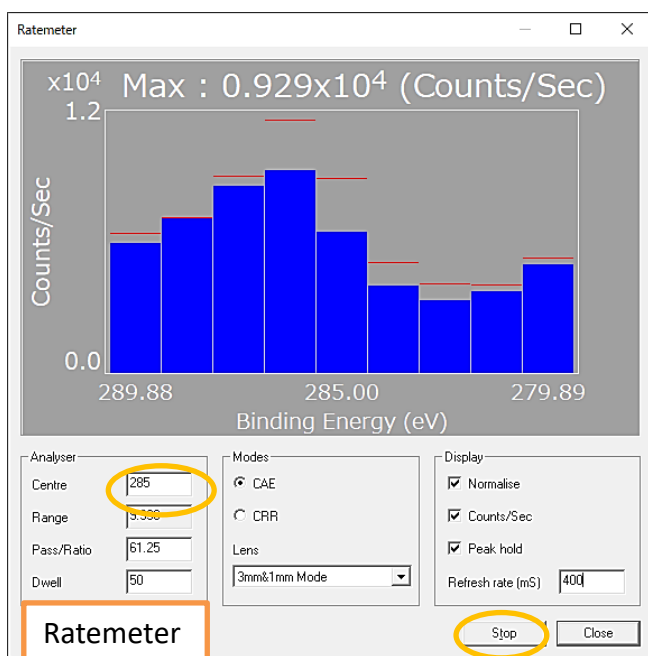 Ratemeter
x10⁴ Max : 0.929x10⁴ (Counts/Sec)
1.2
Counts/Sec
0.0
289.88 285.00 279.89
Binding Energy (eV)
Analyser
Centre 285
Range
Pass/Ratio 61.25
Dwell 50
Modes
CAE
CRR
Lens
3mm&1mm Mode
Display
Normalise
Counts/Sec
Peak hold
Refresh rate (mS) 400
Ratemeter
Stop Close